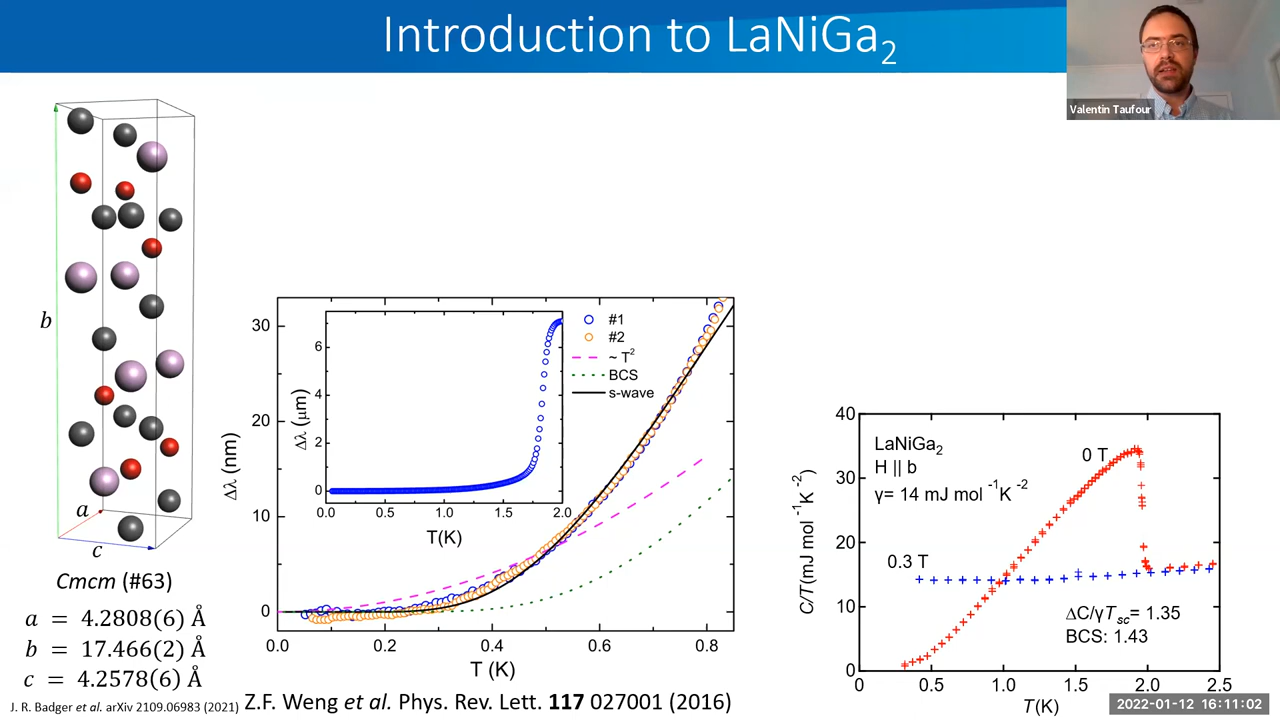 Introduction to LaNiGa2
Valentin Taufour
b
a
c
Cmcm (#63)
a = 4.2808(6) Å
b = 17.466(2) Å
c = 4.2578(6) Å
J. R. Badger et al. arXiv 2109.06983 (2021)
Δλ (nm)
30
20
10
0
0.0 0.2 0.4 0.6 0.8
T (K)
Δλ (μm)
6
4
2
0
0.0 0.5 1.0 1.5 2.0
T(K)
#1
#2
~ T²
BCS
s-wave
Z.F. Weng et al. Phys. Rev. Lett. 117 027001 (2016)
C/T(mJ mol⁻¹K⁻²)
40
30
20
10
0
0 0.5 1.0 1.5 2.0 2.5
T(K)
LaNiGa2
H || b
γ= 14 mJ mol⁻¹K⁻²
0 T
0.3 T
ΔC/γTsc= 1.35
BCS: 1.43
2022-01-12 16:11:02